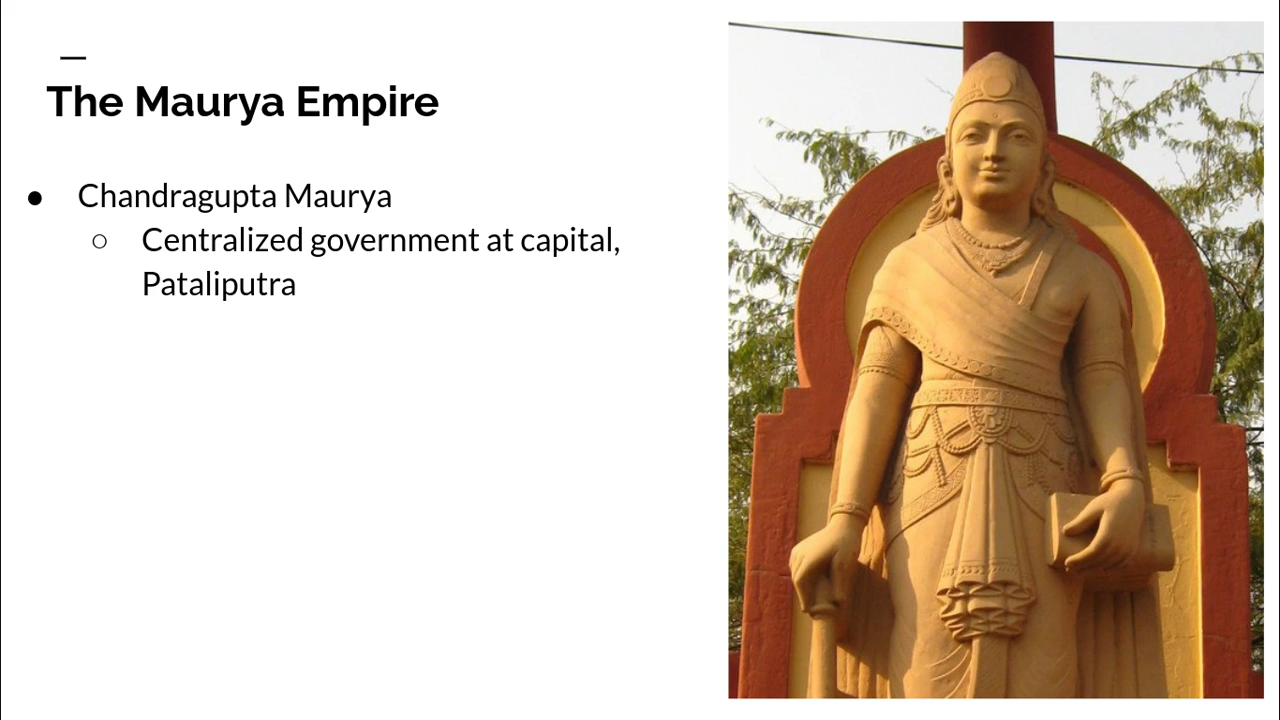 The Maurya Empire
● Chandragupta Maurya
○ Centralized government at capital,
Pataliputra